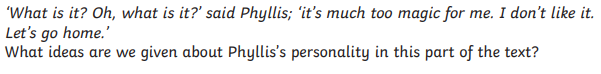 ‘What is it? Oh, what is it?’ said Phyllis; ‘it’s much too magic for me. I don’t like it.
Let’s go home.’
What ideas are we given about Phyllis’s personality in this part of the text?